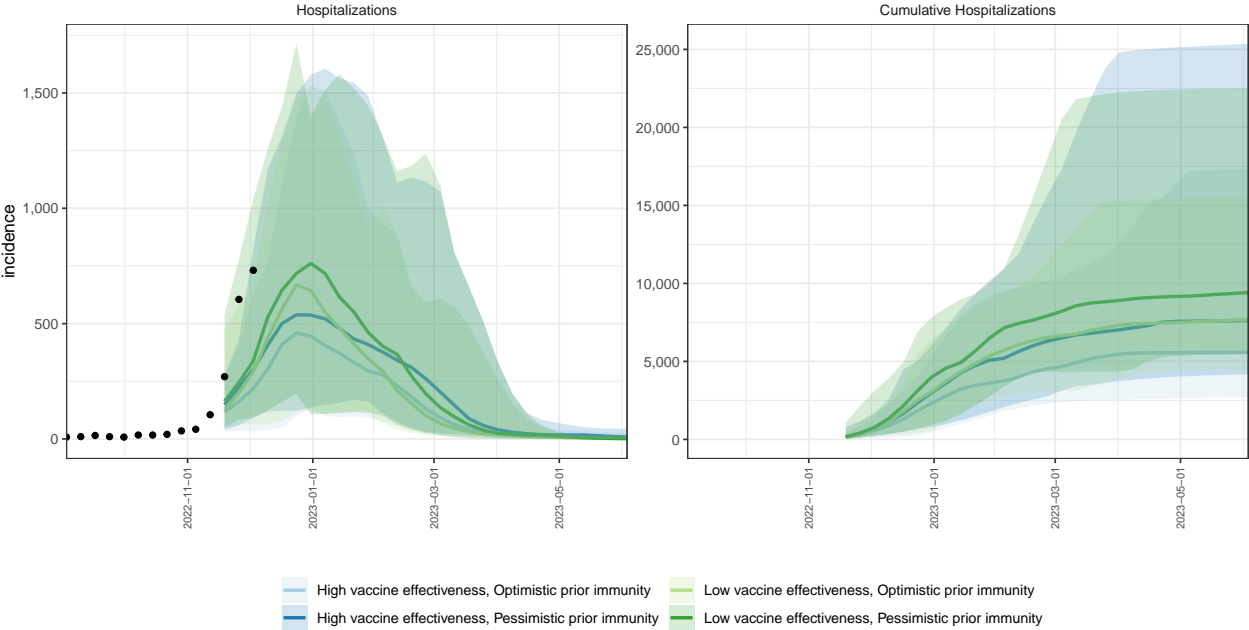 Hospitalizations
Cumulative Hospitalizations
incidence
1,500
1,000
500
0
25,000
20,000
15,000
10,000
5,000
0
2022−11−01
2023−01−01
2023−03−01
2023−05−01
2022−11−01
2023−01−01
2023−03−01
2023−05−01
High vaccine effectiveness, Optimistic prior immunity
Low vaccine effectiveness, Optimistic prior immunity
High vaccine effectiveness, Pessimistic prior immunity
Low vaccine effectiveness, Pessimistic prior immunity